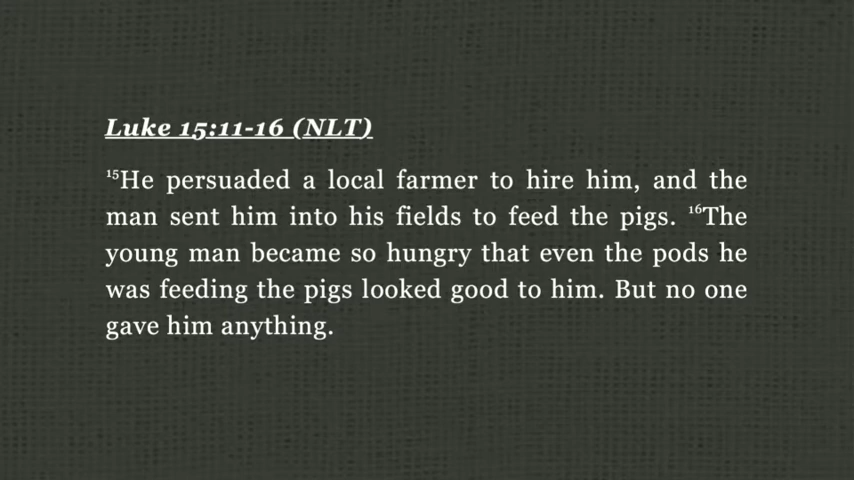 Luke 15:11-16 (NLT)
¹⁵He persuaded a local farmer to hire him, and the
man sent him into his fields to feed the pigs. ¹⁶The
young man became so hungry that even the pods he
was feeding the pigs looked good to him. But no one
gave him anything.